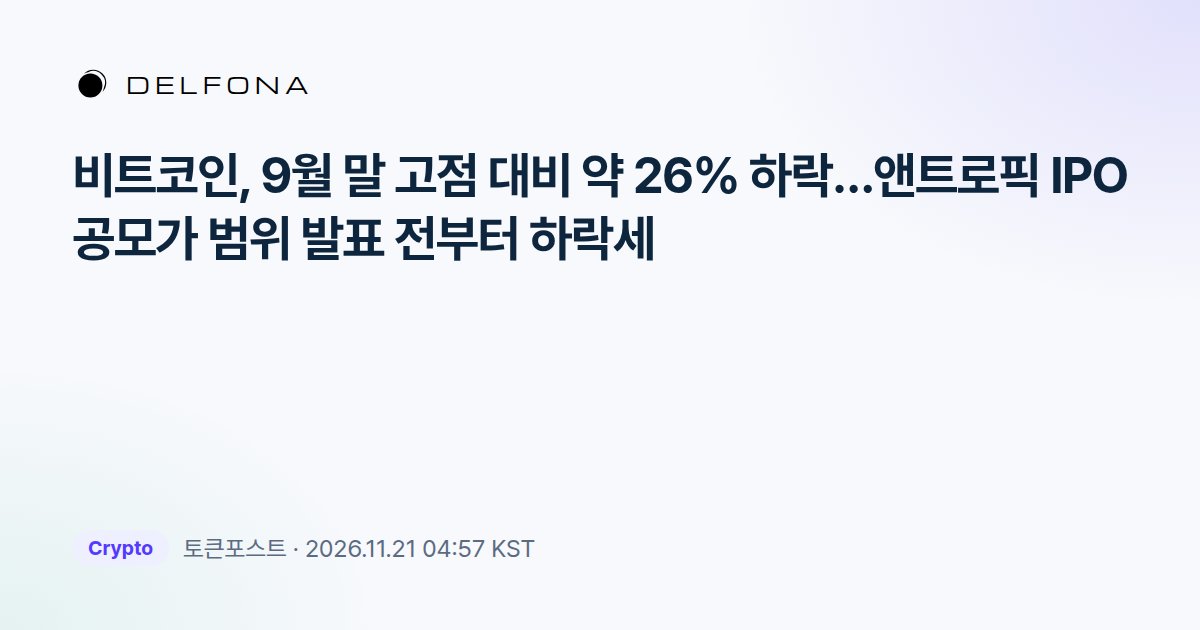 DELFONA
비트코인, 9월 말 고점 대비 약 26% 하락…앤트로픽 IPO
공모가 범위 발표 전부터 하락세
Crypto 토큰포스트 · 2026.11.21 04:57 KST